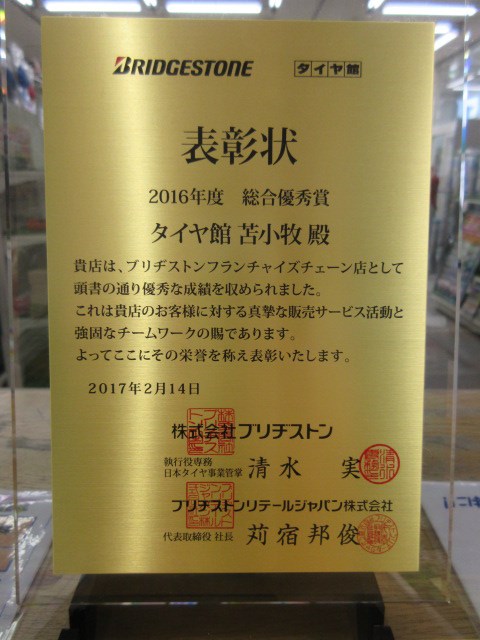 BRIDGESTONE タイヤ館
表彰状
2016年度 総合優秀賞
タイヤ館 苫小牧 殿
貴店は、ブリヂストンフランチャイズチェーン店として
頭書の通り優秀な成績を収められました。
これは貴店のお客様に対する真摯な販売サービス活動と
強固なチームワークの賜であります。
よってここにその栄誉を称え表彰いたします。
2017年2月14日
株式会社ブリヂストン
執行役専務
日本タイヤ事業管掌 清水 実
ブリヂストンリテールジャパン株式会社
代表取締役 社長 苅宿邦俊